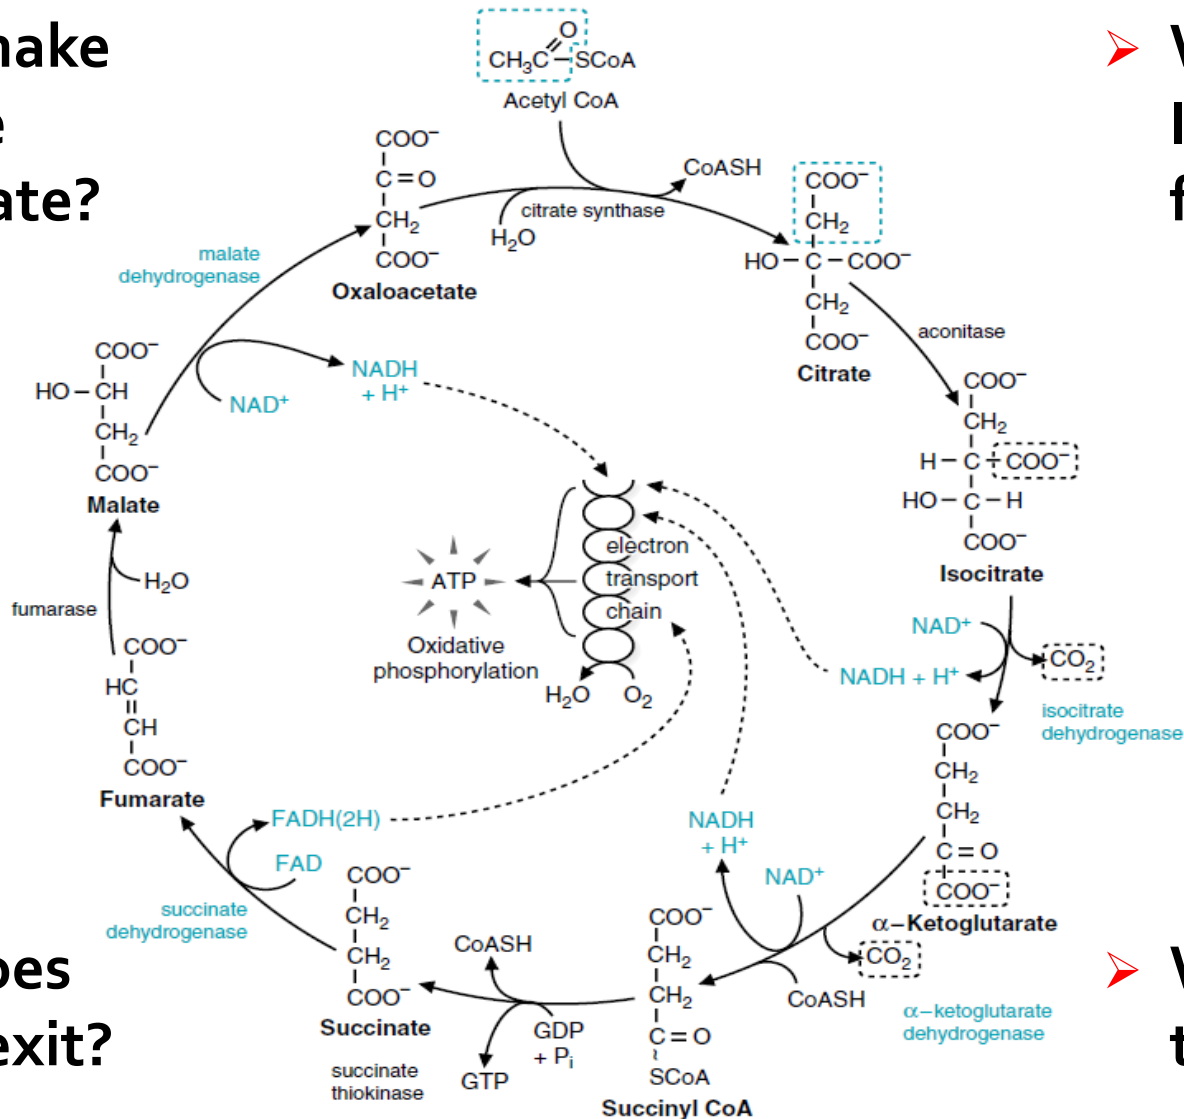 make
ate?
oes
exit?
O
CH₃C–SCoA
Acetyl CoA
COO⁻
C=O
CH₂
COO⁻
Oxaloacetate
CoASH
citrate synthase
H₂O
COO⁻
CH₂
HO–C–COO⁻
CH₂
COO⁻
Citrate
aconitase
COO⁻
CH₂
H–C–COO⁻
HO–C–H
COO⁻
Isocitrate
NAD⁺
NADH + H⁺
CO₂
isocitrate
dehydrogenase
COO⁻
CH₂
CH₂
C=O
COO⁻
α–Ketoglutarate
NADH
+ H⁺
NAD⁺
CO₂
CoASH
α–ketoglutarate
dehydrogenase
COO⁻
CH₂
CH₂
C=O
SCoA
Succinyl CoA
CoASH
GDP
+ Pᵢ
GTP
succinate
thiokinase
COO⁻
CH₂
CH₂
COO⁻
Succinate
FADH(2H)
FAD
succinate
dehydrogenase
COO⁻
HC
CH
COO⁻
Fumarate
fumarase
H₂O
COO⁻
HO–CH
CH₂
COO⁻
Malate
malate
dehydrogenase
NAD⁺
NADH
+ H⁺
electron
transport
chain
ATP
Oxidative
phosphorylation
H₂O
O₂